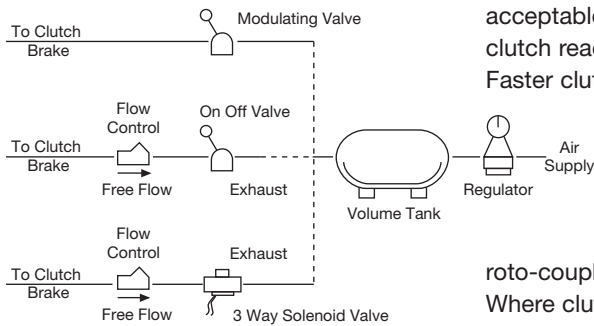 To Clutch
Brake
Modulating Valve
Flow
Control
On Off Valve
To Clutch
Brake
Free Flow
Exhaust
Volume Tank
Regulator
Air
Supply
Flow
Control
Exhaust
To Clutch
Brake
Free Flow
3 Way Solenoid Valve
acceptable
clutch read
Faster clut
roto-coupl
Where clu